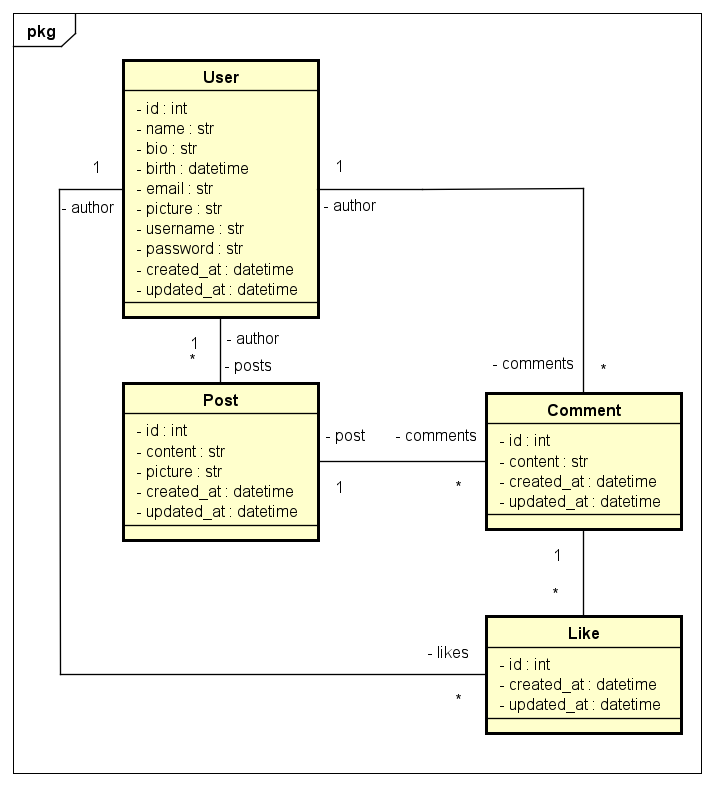 pkg
User
- id : int
- name : str
- bio : str
- birth : datetime
- email : str
- picture : str
- username : str
- password : str
- created_at : datetime
- updated_at : datetime
1
- author
1
- author
1
- author
*
- posts
- comments
*
Post
- id : int
- content : str
- picture : str
- created_at : datetime
- updated_at : datetime
- post
- comments
1
*
Comment
- id : int
- content : str
- created_at : datetime
- updated_at : datetime
1
*
- likes
*
Like
- id : int
- created_at : datetime
- updated_at : datetime